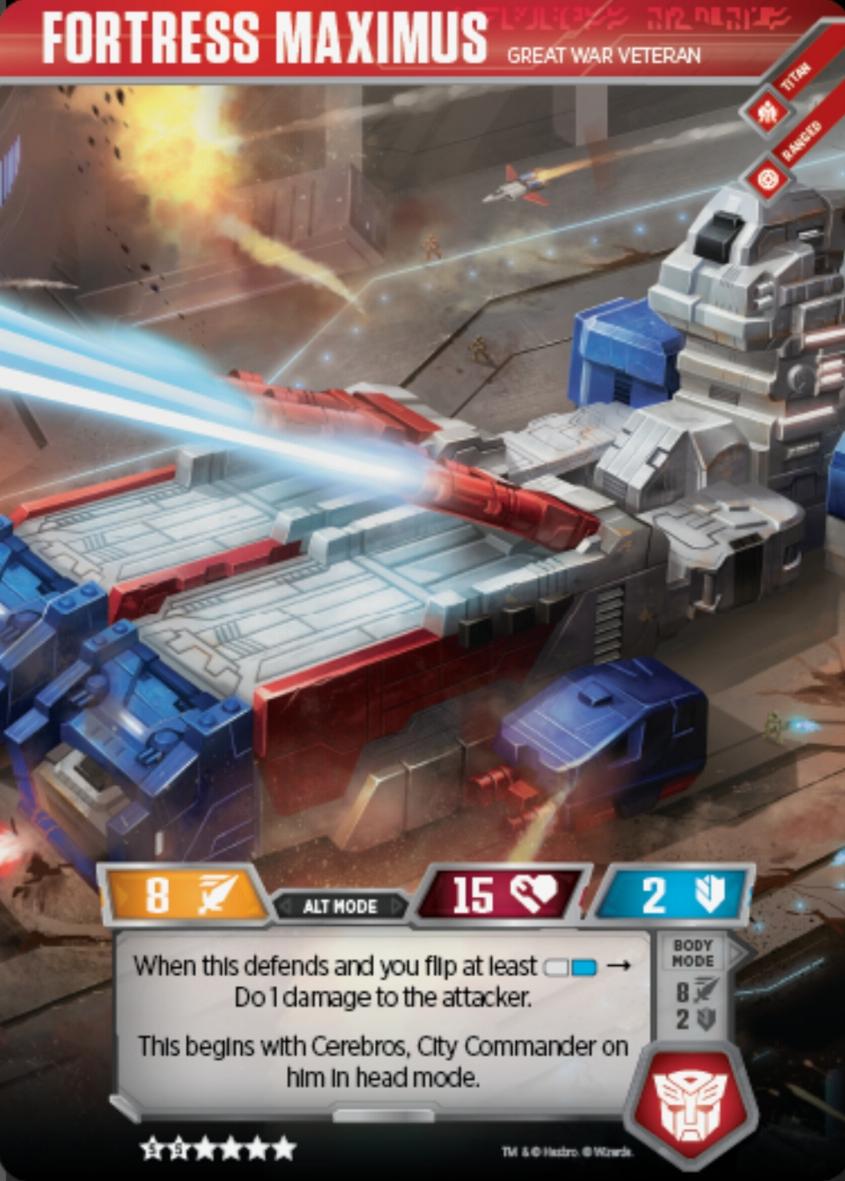 FORTRESS MAXIMUS GREAT WAR VETERAN
TITAN
RANGED
8 ALT MODE 15 2
When this defends and you flip at least →
Do 1 damage to the attacker.
This begins with Cerebros, City Commander on
him in head mode.
BODY
MODE
8
2
5 5
TM & © Hasbro. © Wizards.